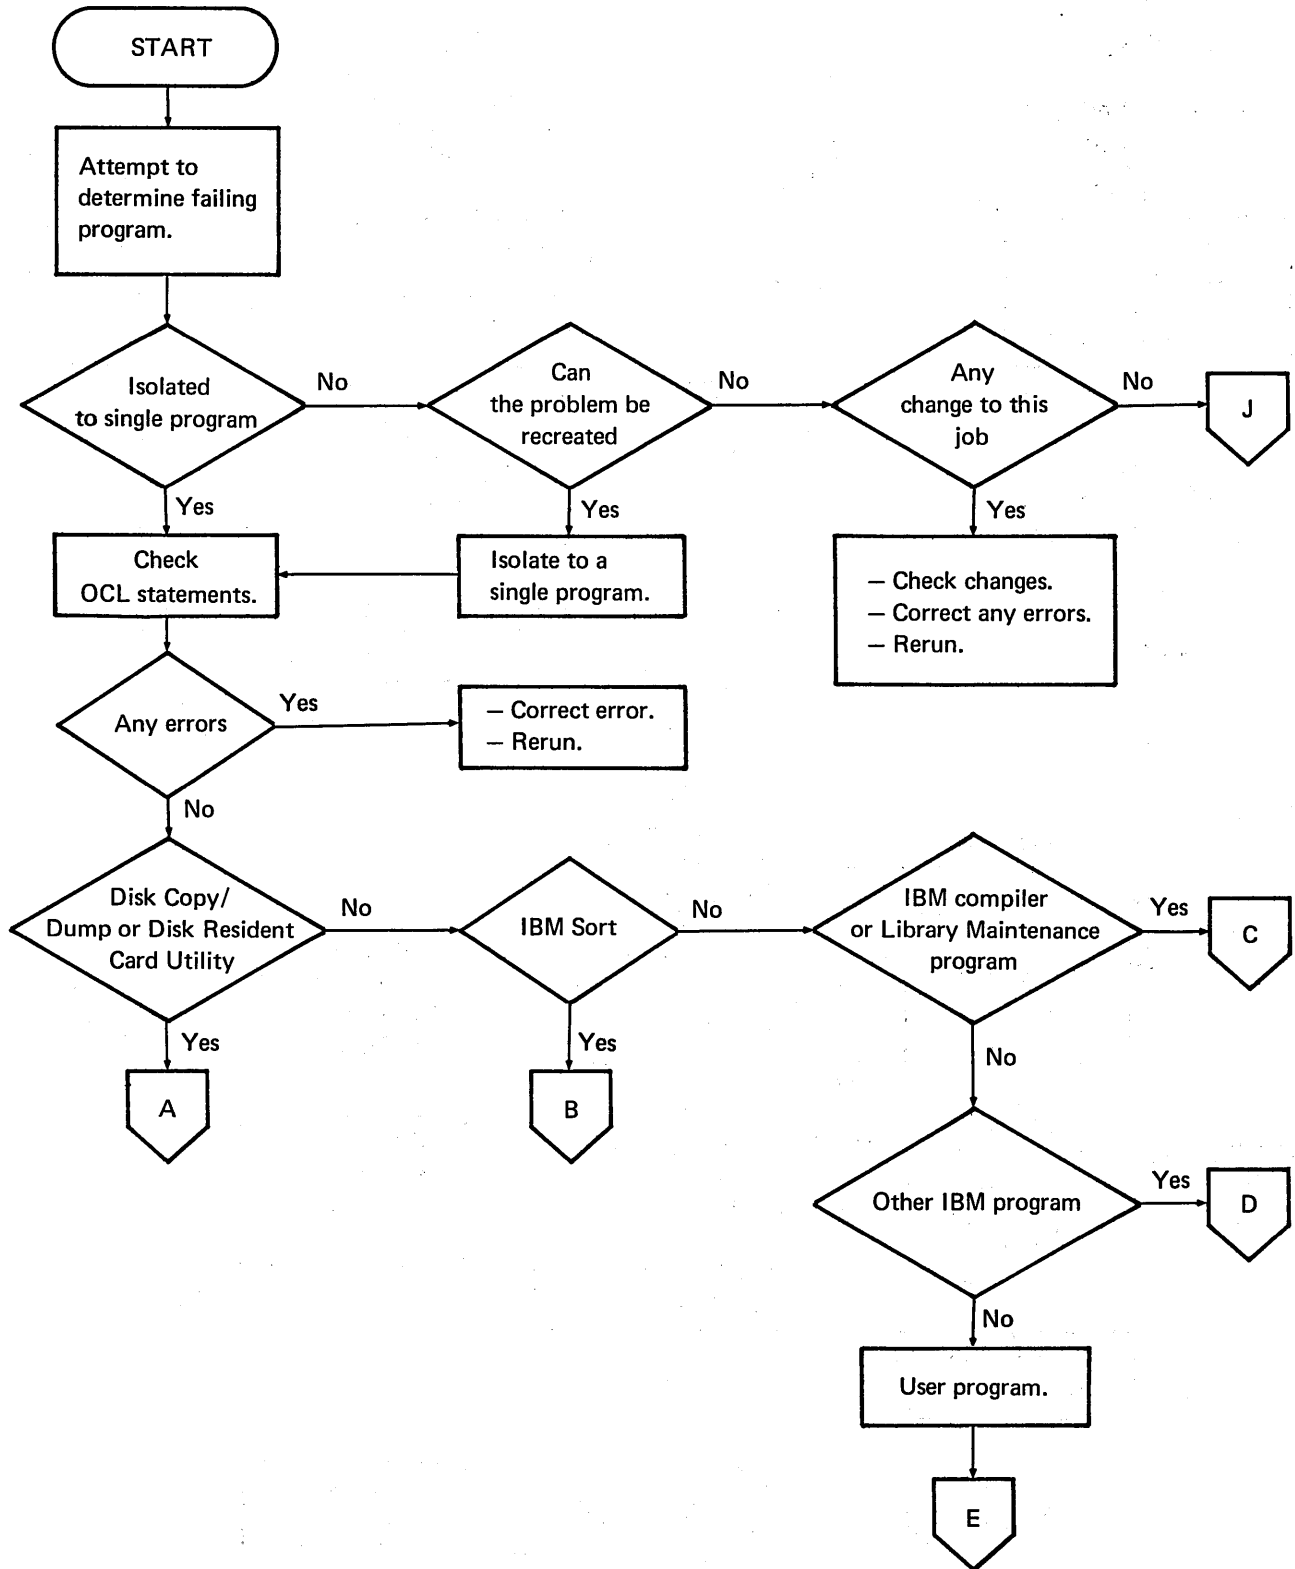 START
Attempt to
determine failing
program.
Isolated
to single program
No
Can
the problem be
recreated
No
Any
change to this
job
No
J
Yes
Yes
Yes
Check
OCL statements.
Isolate to a
single program.
— Check changes.
— Correct any errors.
— Rerun.
Any errors
Yes
— Correct error.
— Rerun.
No
Disk Copy/
Dump or Disk Resident
Card Utility
No
IBM Sort
No
IBM compiler
or Library Maintenance
program
Yes
C
Yes
Yes
No
A
B
Other IBM program
Yes
D
No
User program.
E